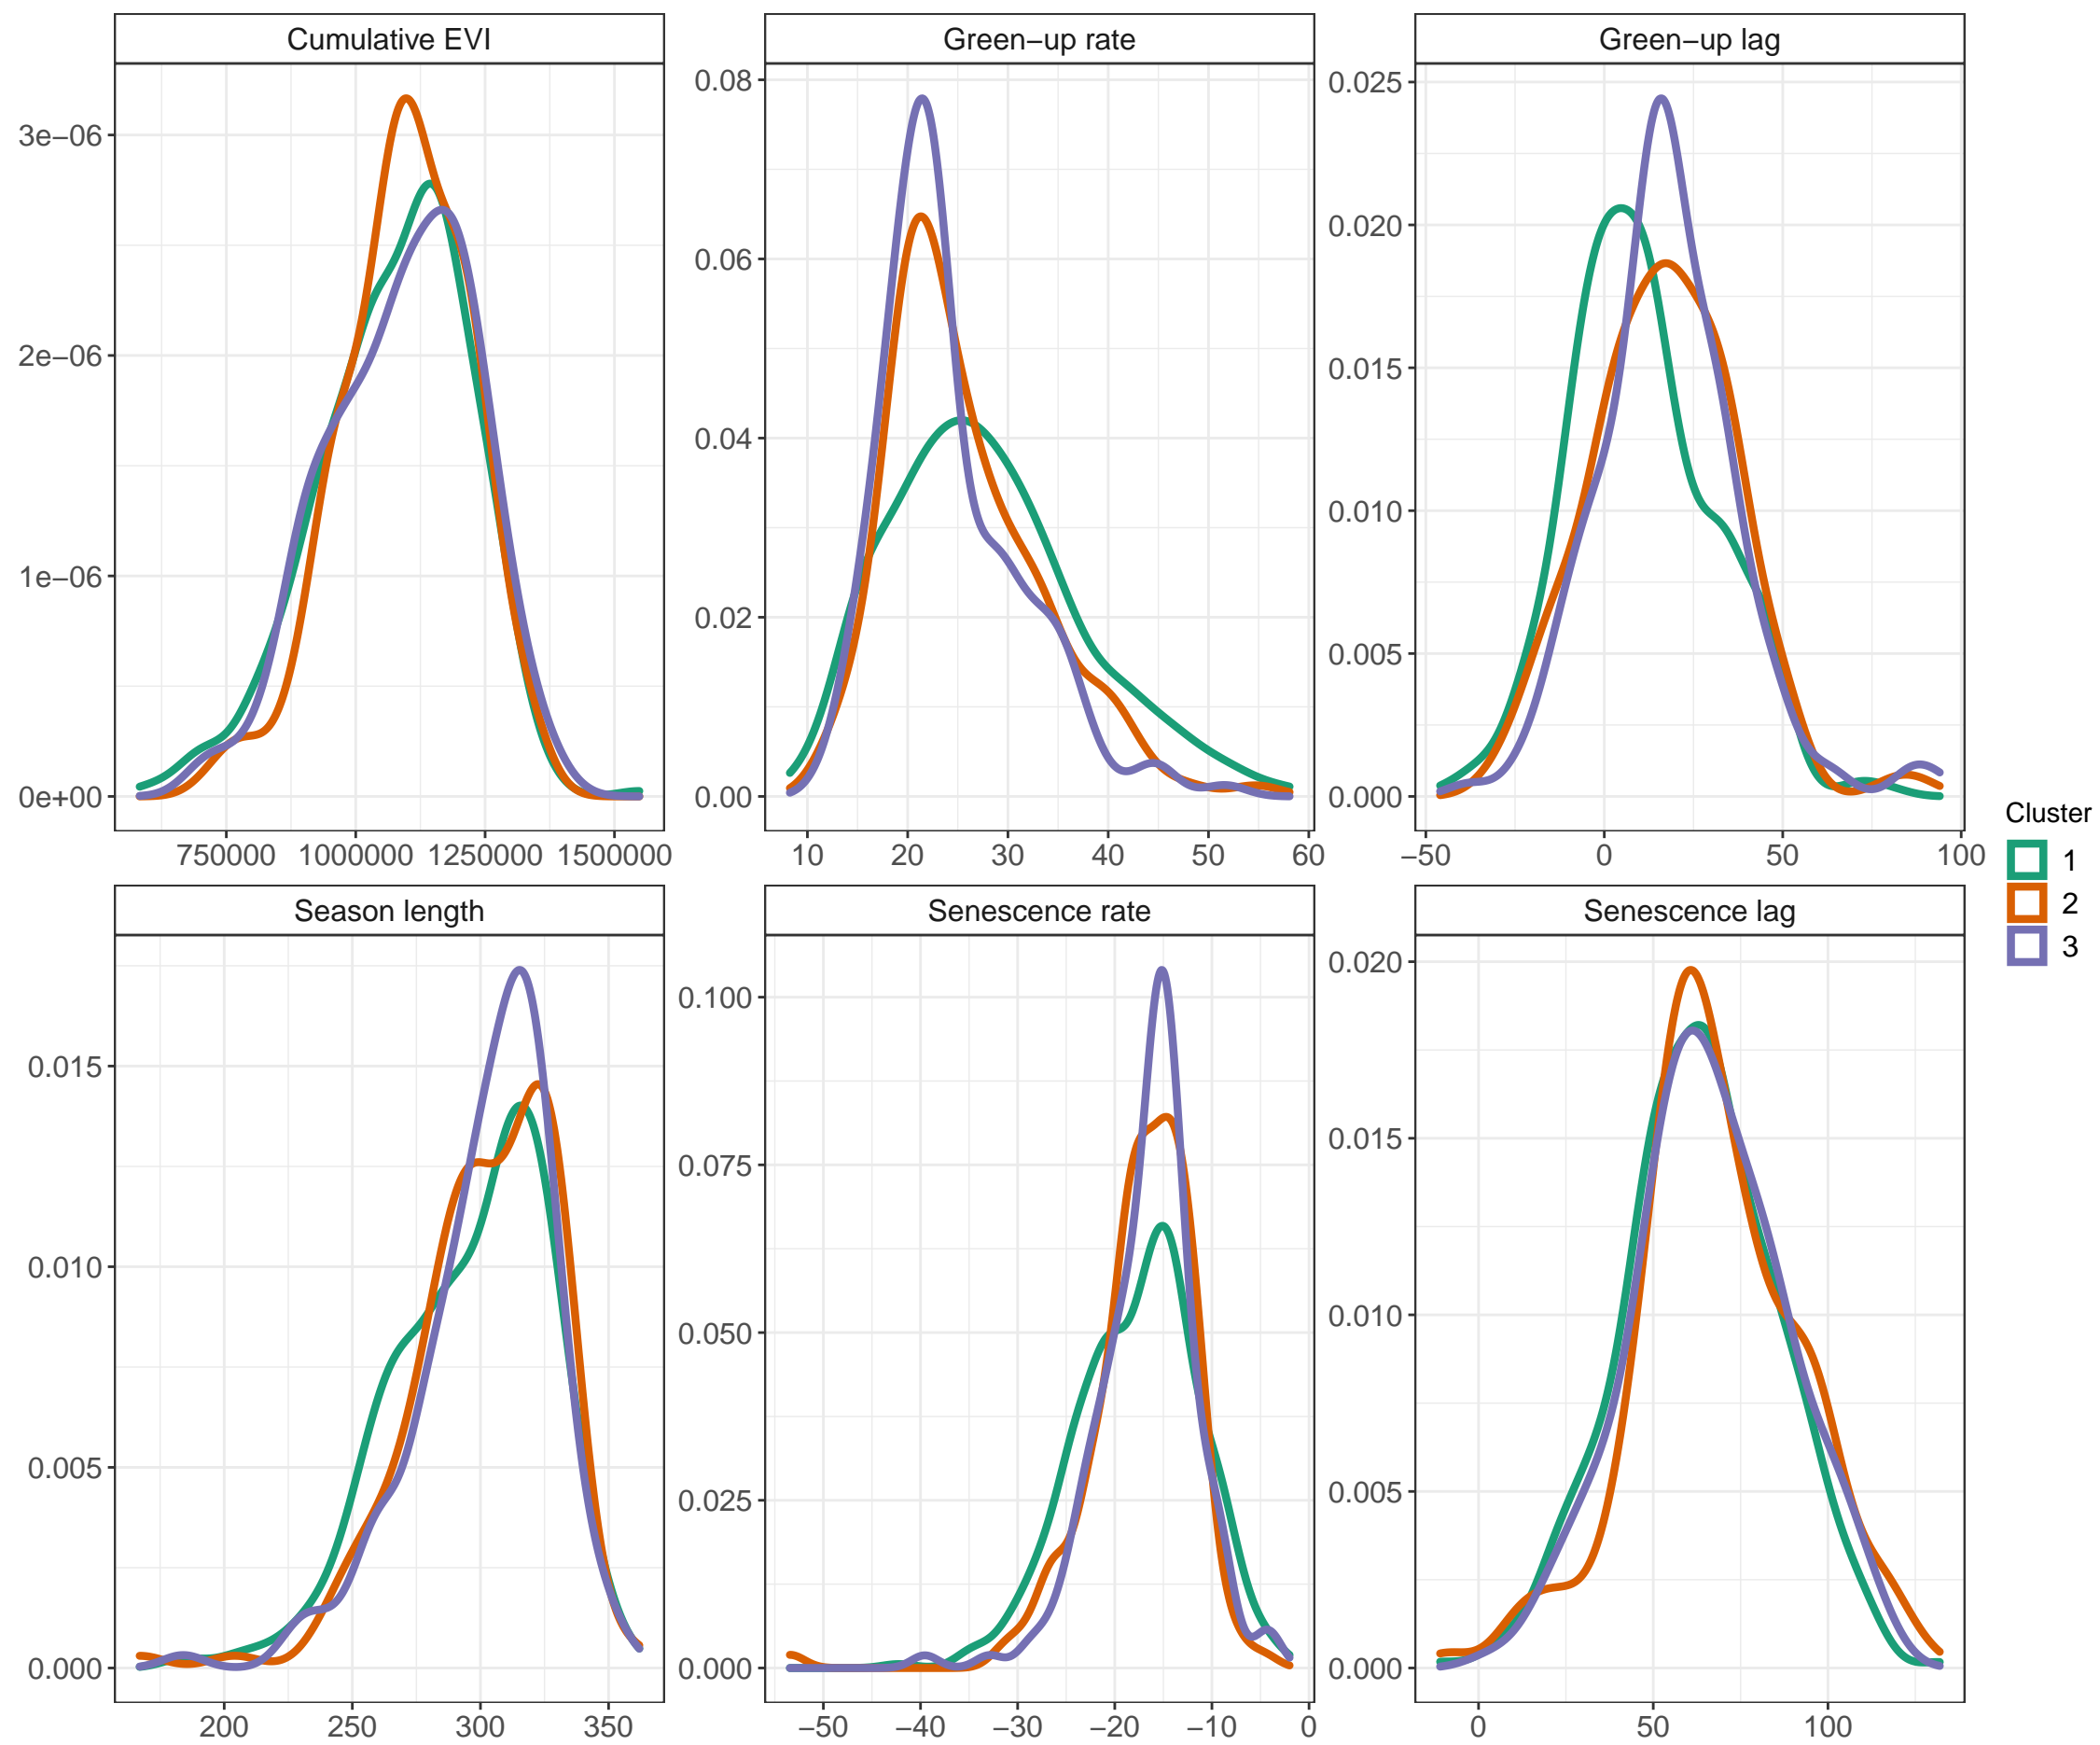 Cumulative EVI
Green−up rate
Green−up lag
3e−06
2e−06
1e−06
0e+00
750000 1000000 1250000 1500000
0.08
0.06
0.04
0.02
0.00
10 20 30 40 50 60
0.025
0.020
0.015
0.010
0.005
0.000
−50 0 50 100
Cluster
1
2
3
Season length
Senescence rate
Senescence lag
0.015
0.010
0.005
0.000
200 250 300 350
0.100
0.075
0.050
0.025
0.000
−50 −40 −30 −20 −10 0
0.020
0.015
0.010
0.005
0.000
0 50 100